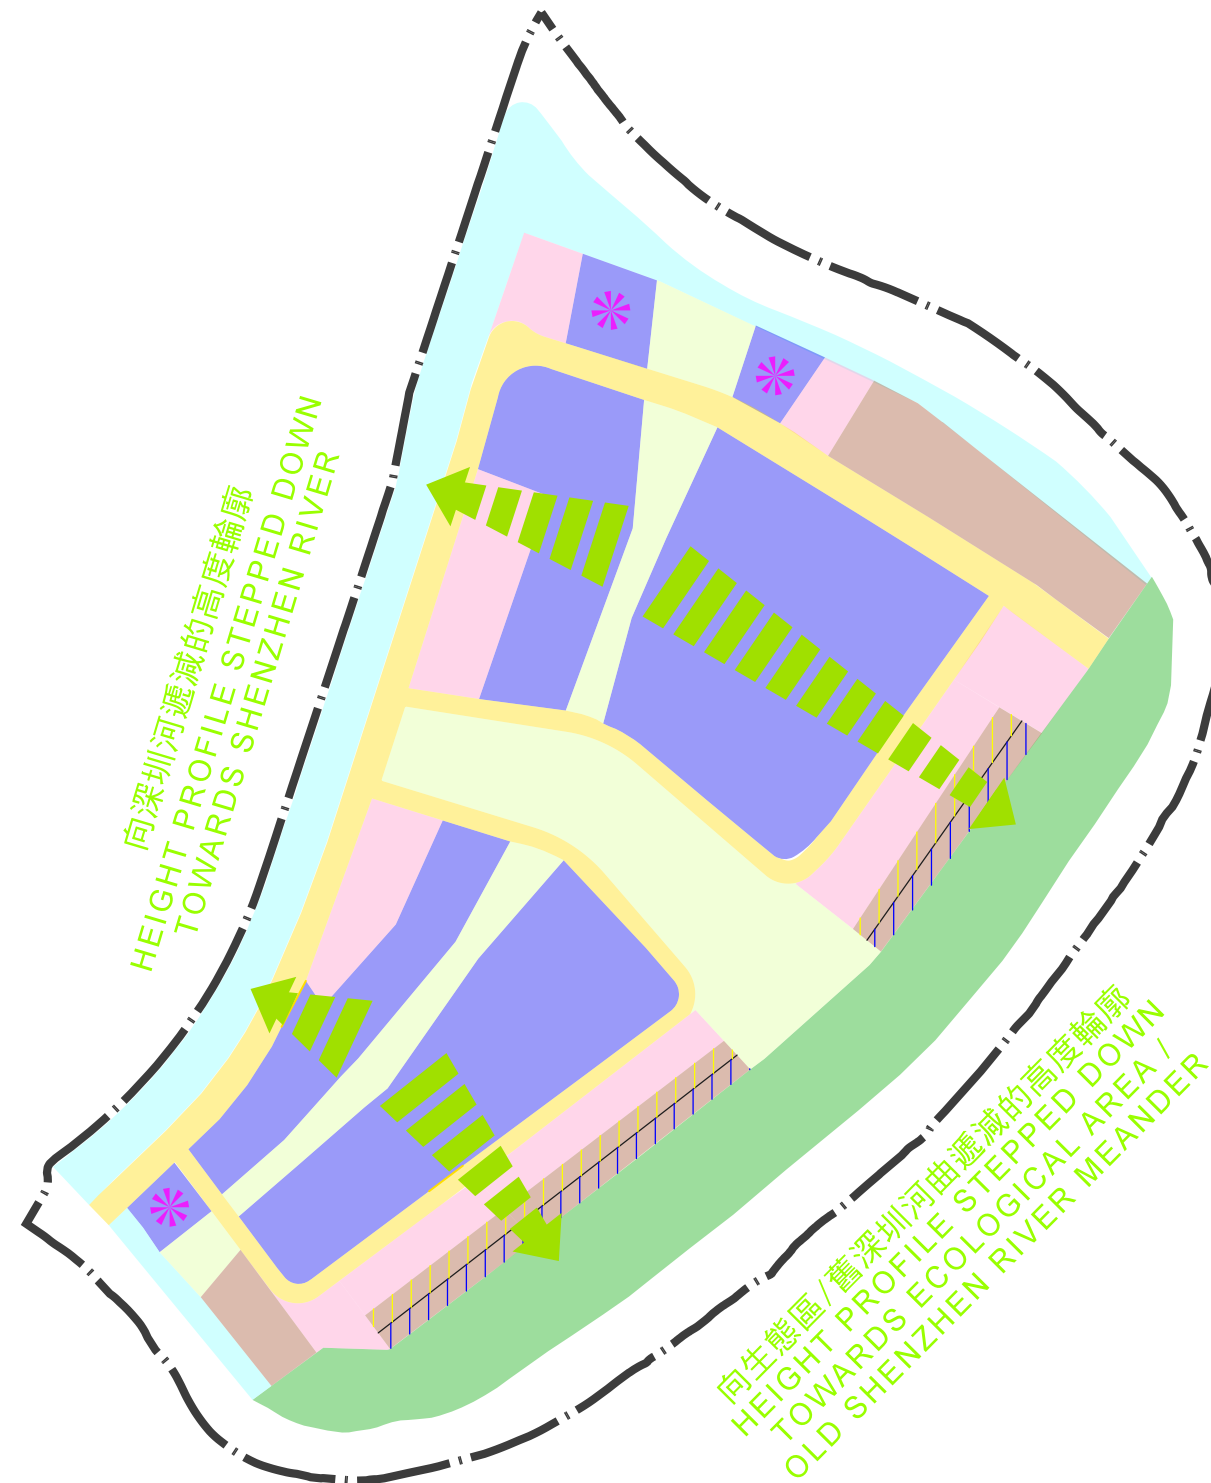 向深圳河遞減的高度輪廓
HEIGHT PROFILE STEPPED DOWN
TOWARDS SHENZHEN RIVER
向生態區/舊深圳河曲遞減的高度輪廓
HEIGHT PROFILE STEPPED DOWN
TOWARDS ECOLOGICAL AREA /
OLD SHENZHEN RIVER MEANDER